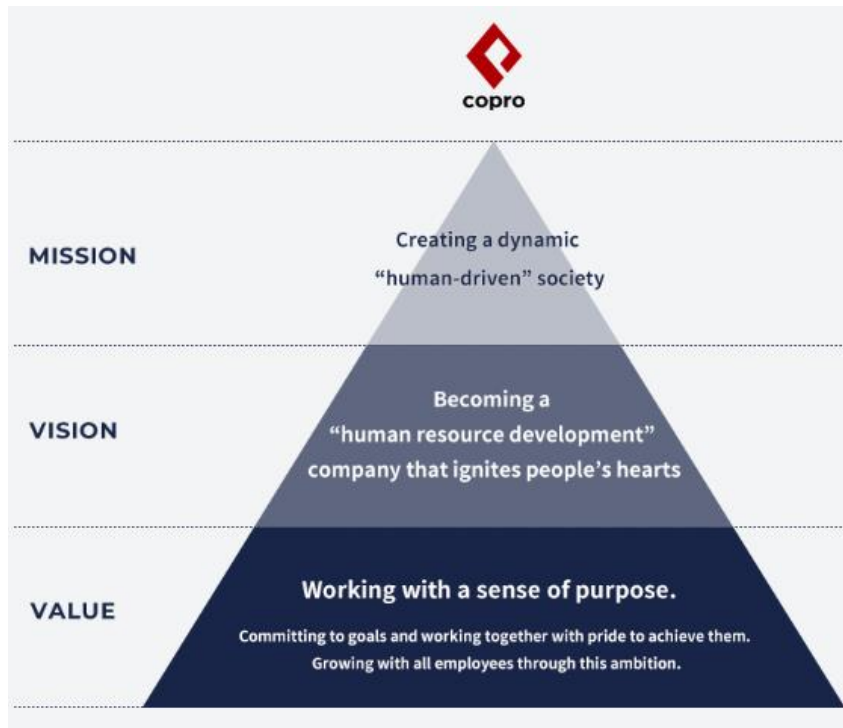 copro
MISSION
Creating a dynamic
“human-driven” society
VISION
Becoming a
“human resource development”
company that ignites people’s hearts
VALUE
Working with a sense of purpose.
Committing to goals and working together with pride to achieve them.
Growing with all employees through this ambition.